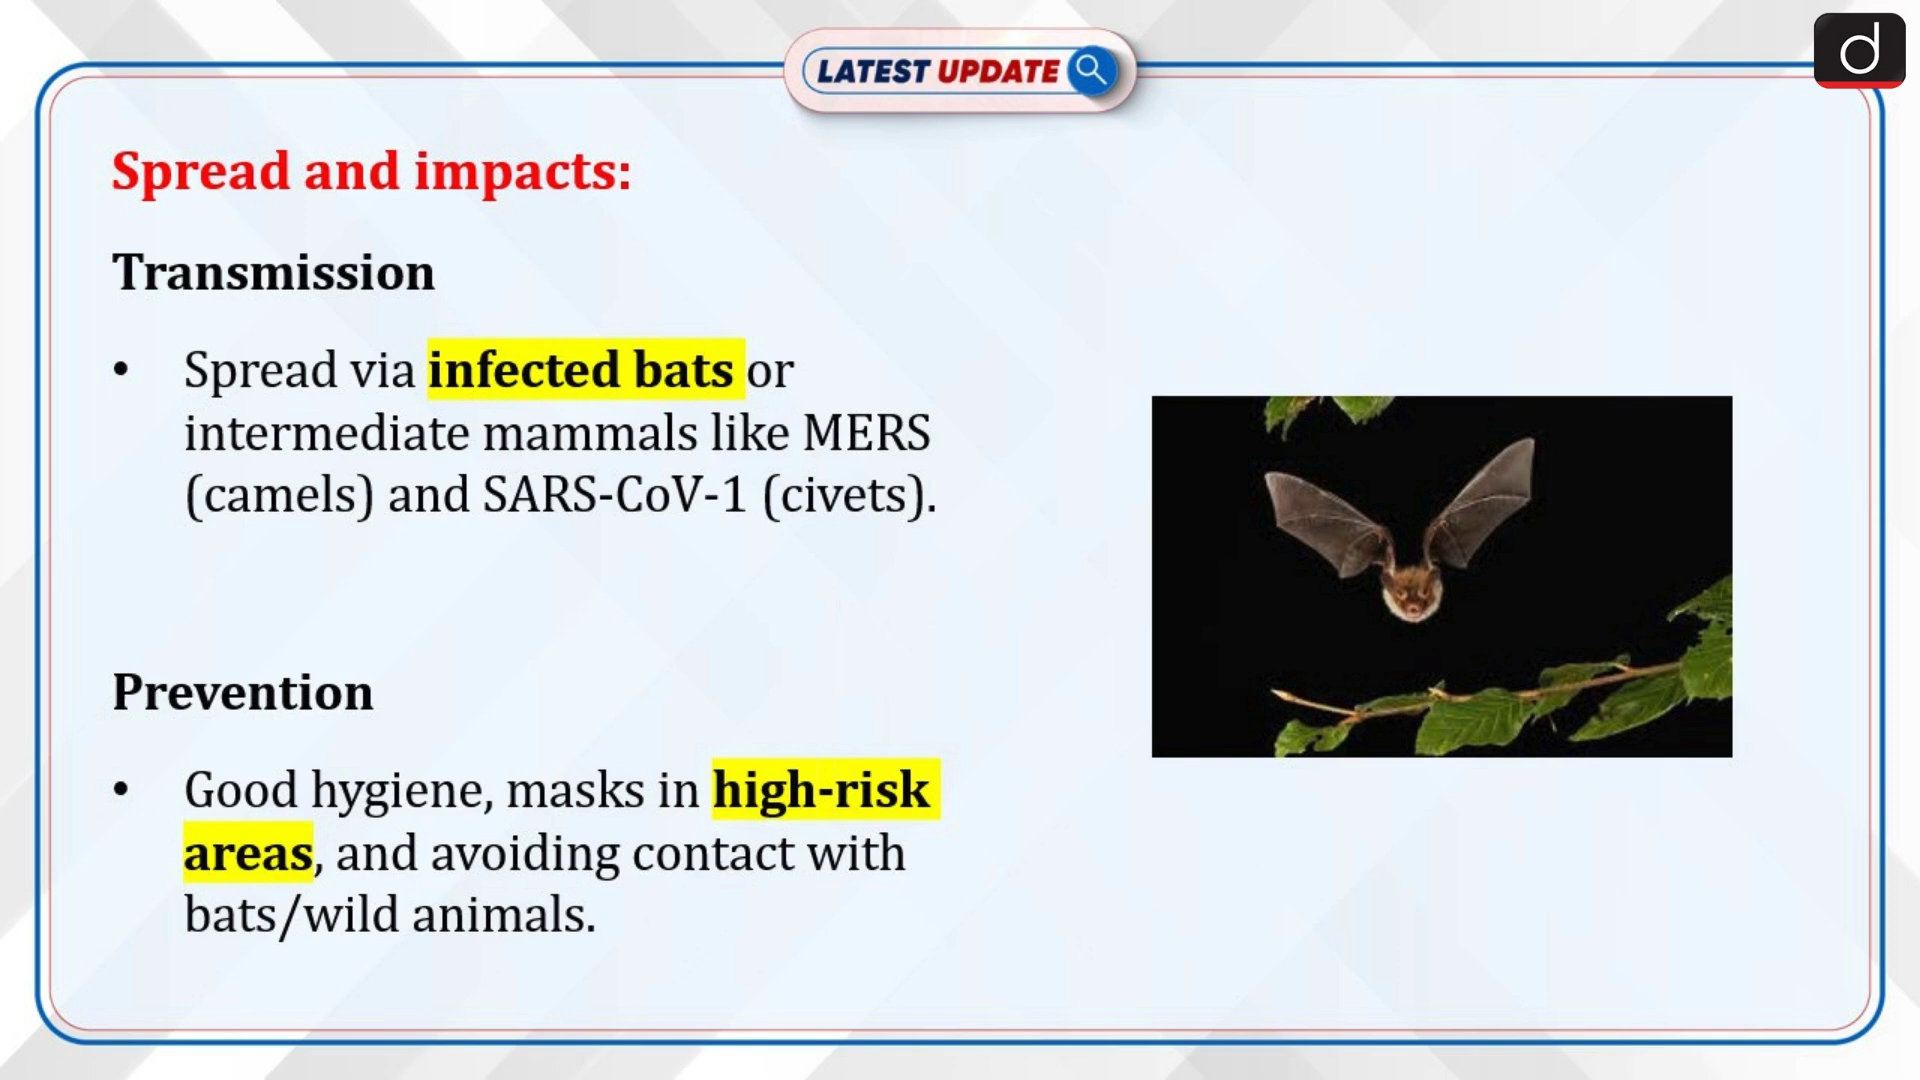 LATEST UPDATE
d
Spread and impacts:
Transmission
• Spread via infected bats or
intermediate mammals like MERS
(camels) and SARS-CoV-1 (civets).
Prevention
• Good hygiene, masks in high-risk
areas, and avoiding contact with
bats/wild animals.